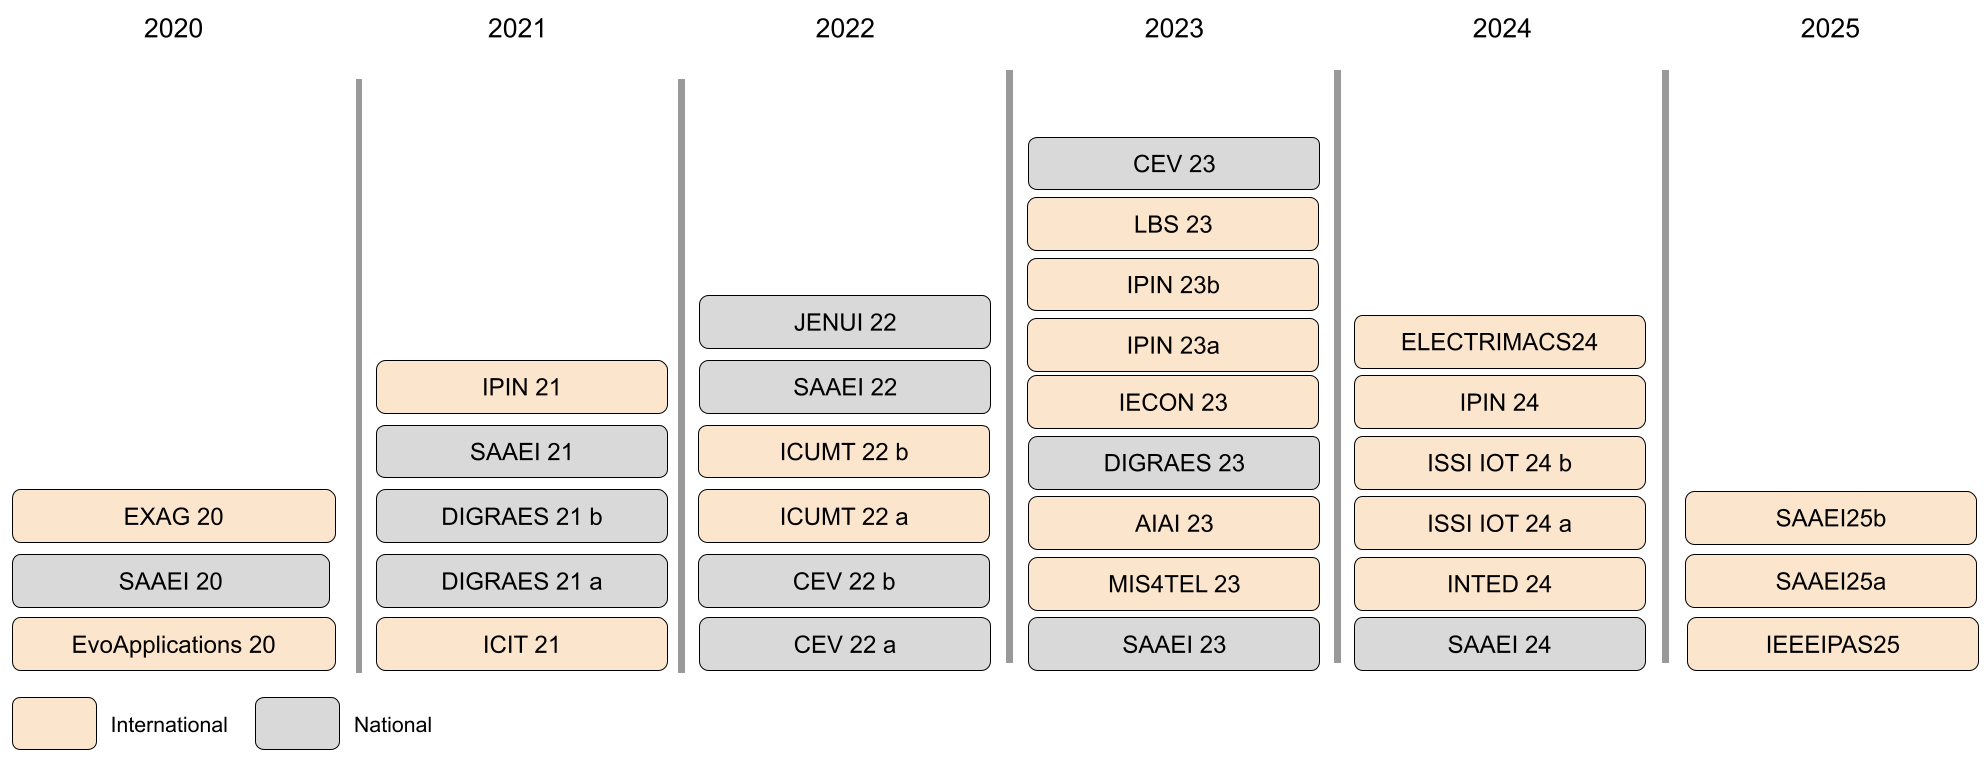 2020
2021
2022
2023
2024
2025
EXAG 20
SAAEI 20
EvoApplications 20
IPIN 21
SAAEI 21
DIGRAES 21 b
DIGRAES 21 a
ICIT 21
JENUI 22
SAAEI 22
ICUMT 22 b
ICUMT 22 a
CEV 22 b
CEV 22 a
CEV 23
LBS 23
IPIN 23b
IPIN 23a
IECON 23
DIGRAES 23
AIAI 23
MIS4TEL 23
SAAEI 23
ELECTRIMACS24
IPIN 24
ISSI IOT 24 b
ISSI IOT 24 a
INTED 24
SAAEI 24
SAAEI25b
SAAEI25a
IEEEIPAS25
International
National